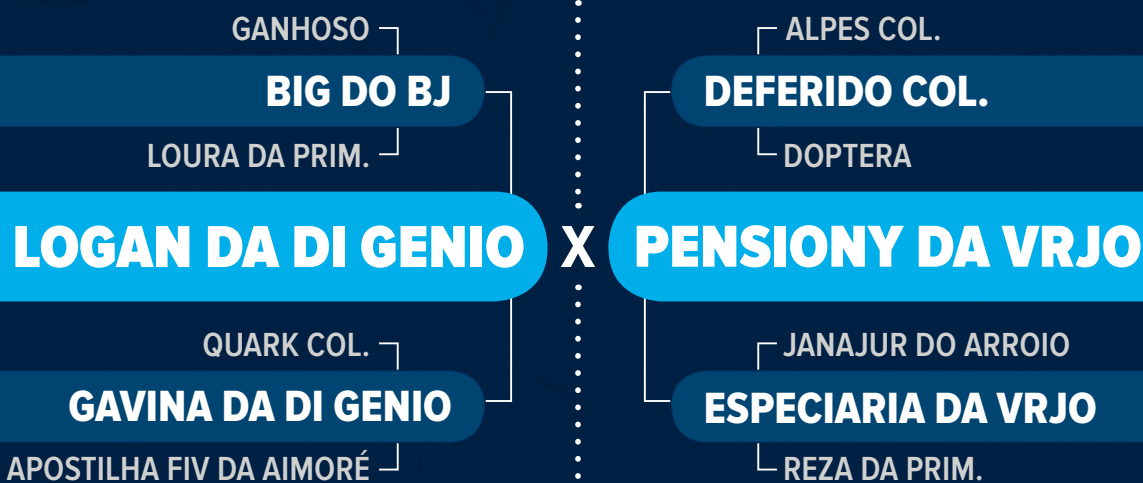 GANHOSO
ALPES COL.
BIG DO BJ
DEFERIDO COL.
LOURA DA PRIM.
DOPTERA
LOGAN DA DI GENIO X PENSIONY DA VRJO
QUARK COL.
JANAJUR DO ARROIO
GAVINA DA DI GENIO
ESPECIARIA DA VRJO
APOSTILHA FIV DA AIMORÉ
REZA DA PRIM.